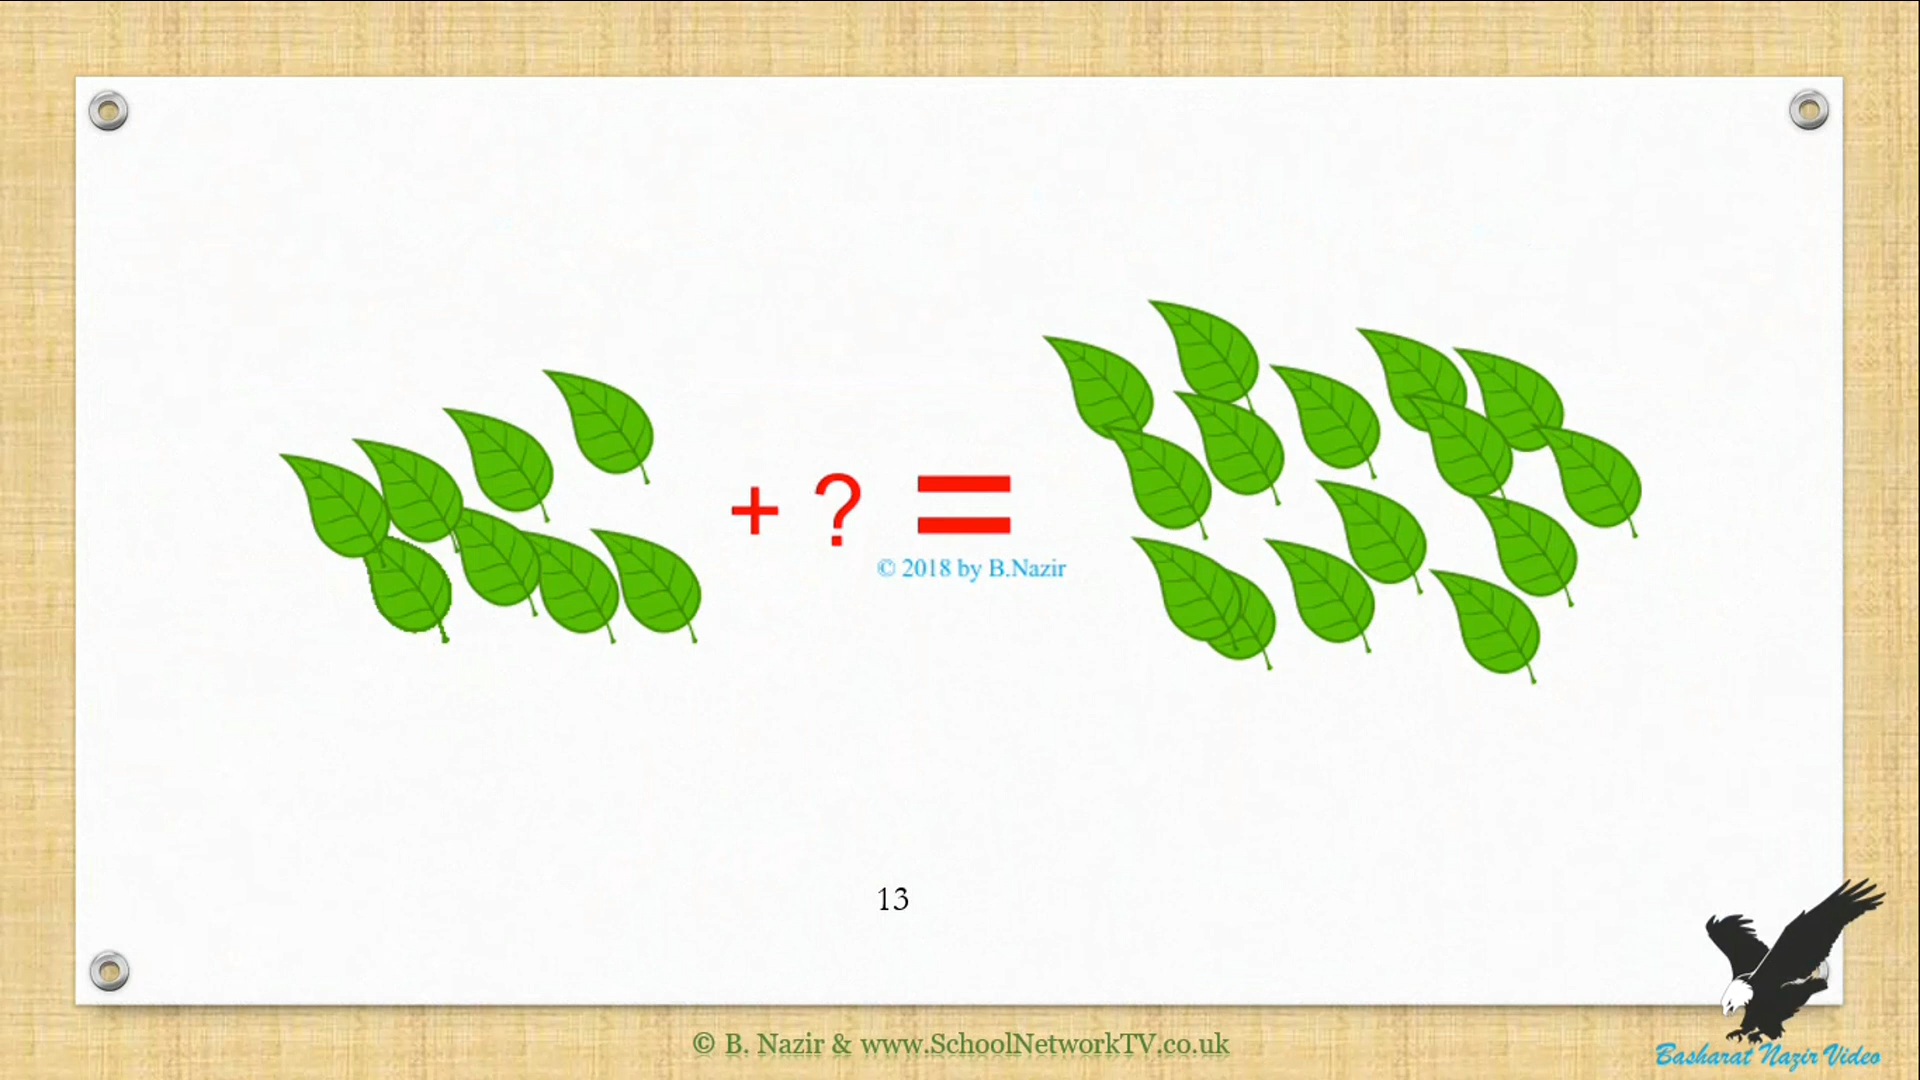 + ? =
© 2018 by B.Nazir
13
© B. Nazir & www.SchoolNetworkTV.co.uk
Basharat Nazir Video